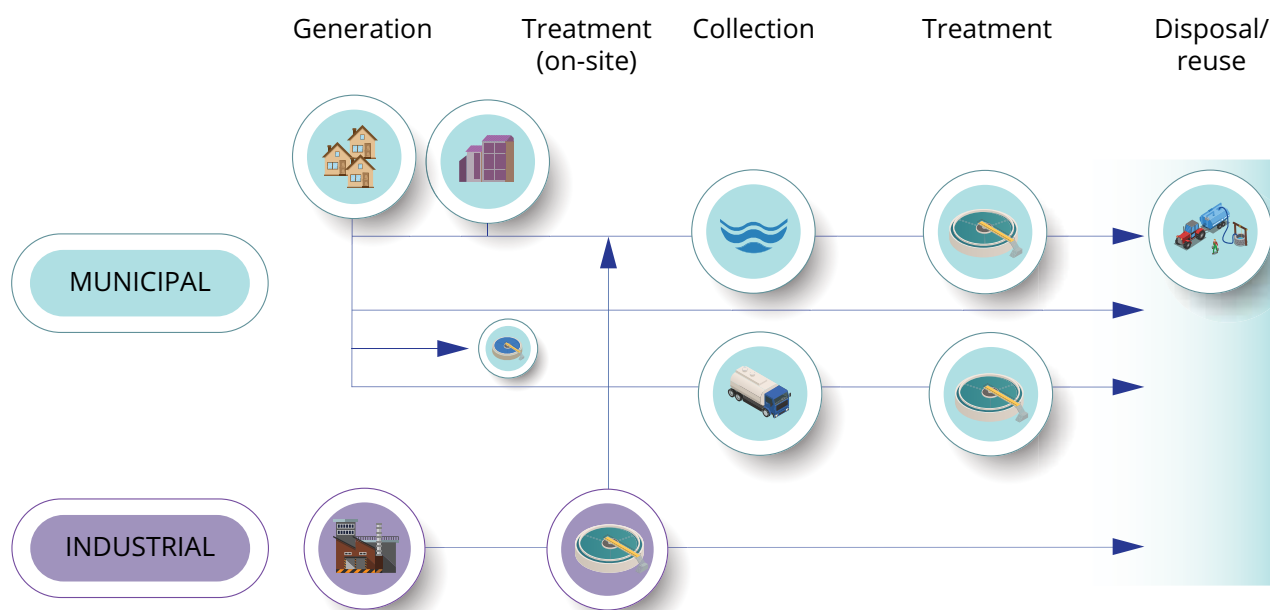 Generation
Treatment
(on-site)
Collection
Treatment
Disposal/
reuse
MUNICIPAL
INDUSTRIAL